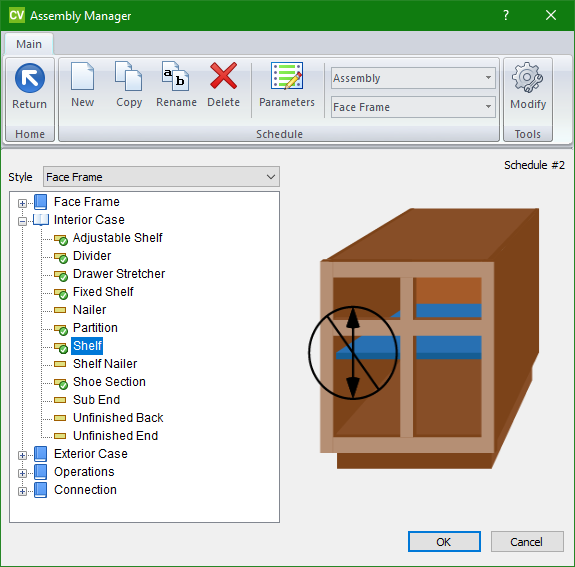 CV Assembly Manager
?
Main
Return
New
Copy
a b
Rename
Delete
Parameters
Assembly
Face Frame
Modify
Home
Schedule
Tools
Schedule #2
Style
Face Frame
Face Frame
Interior Case
Adjustable Shelf
Divider
Drawer Stretcher
Fixed Shelf
Nailer
Partition
Shelf
Shelf Nailer
Shoe Section
Sub End
Unfinished Back
Unfinished End
Exterior Case
Operations
Connection
OK
Cancel